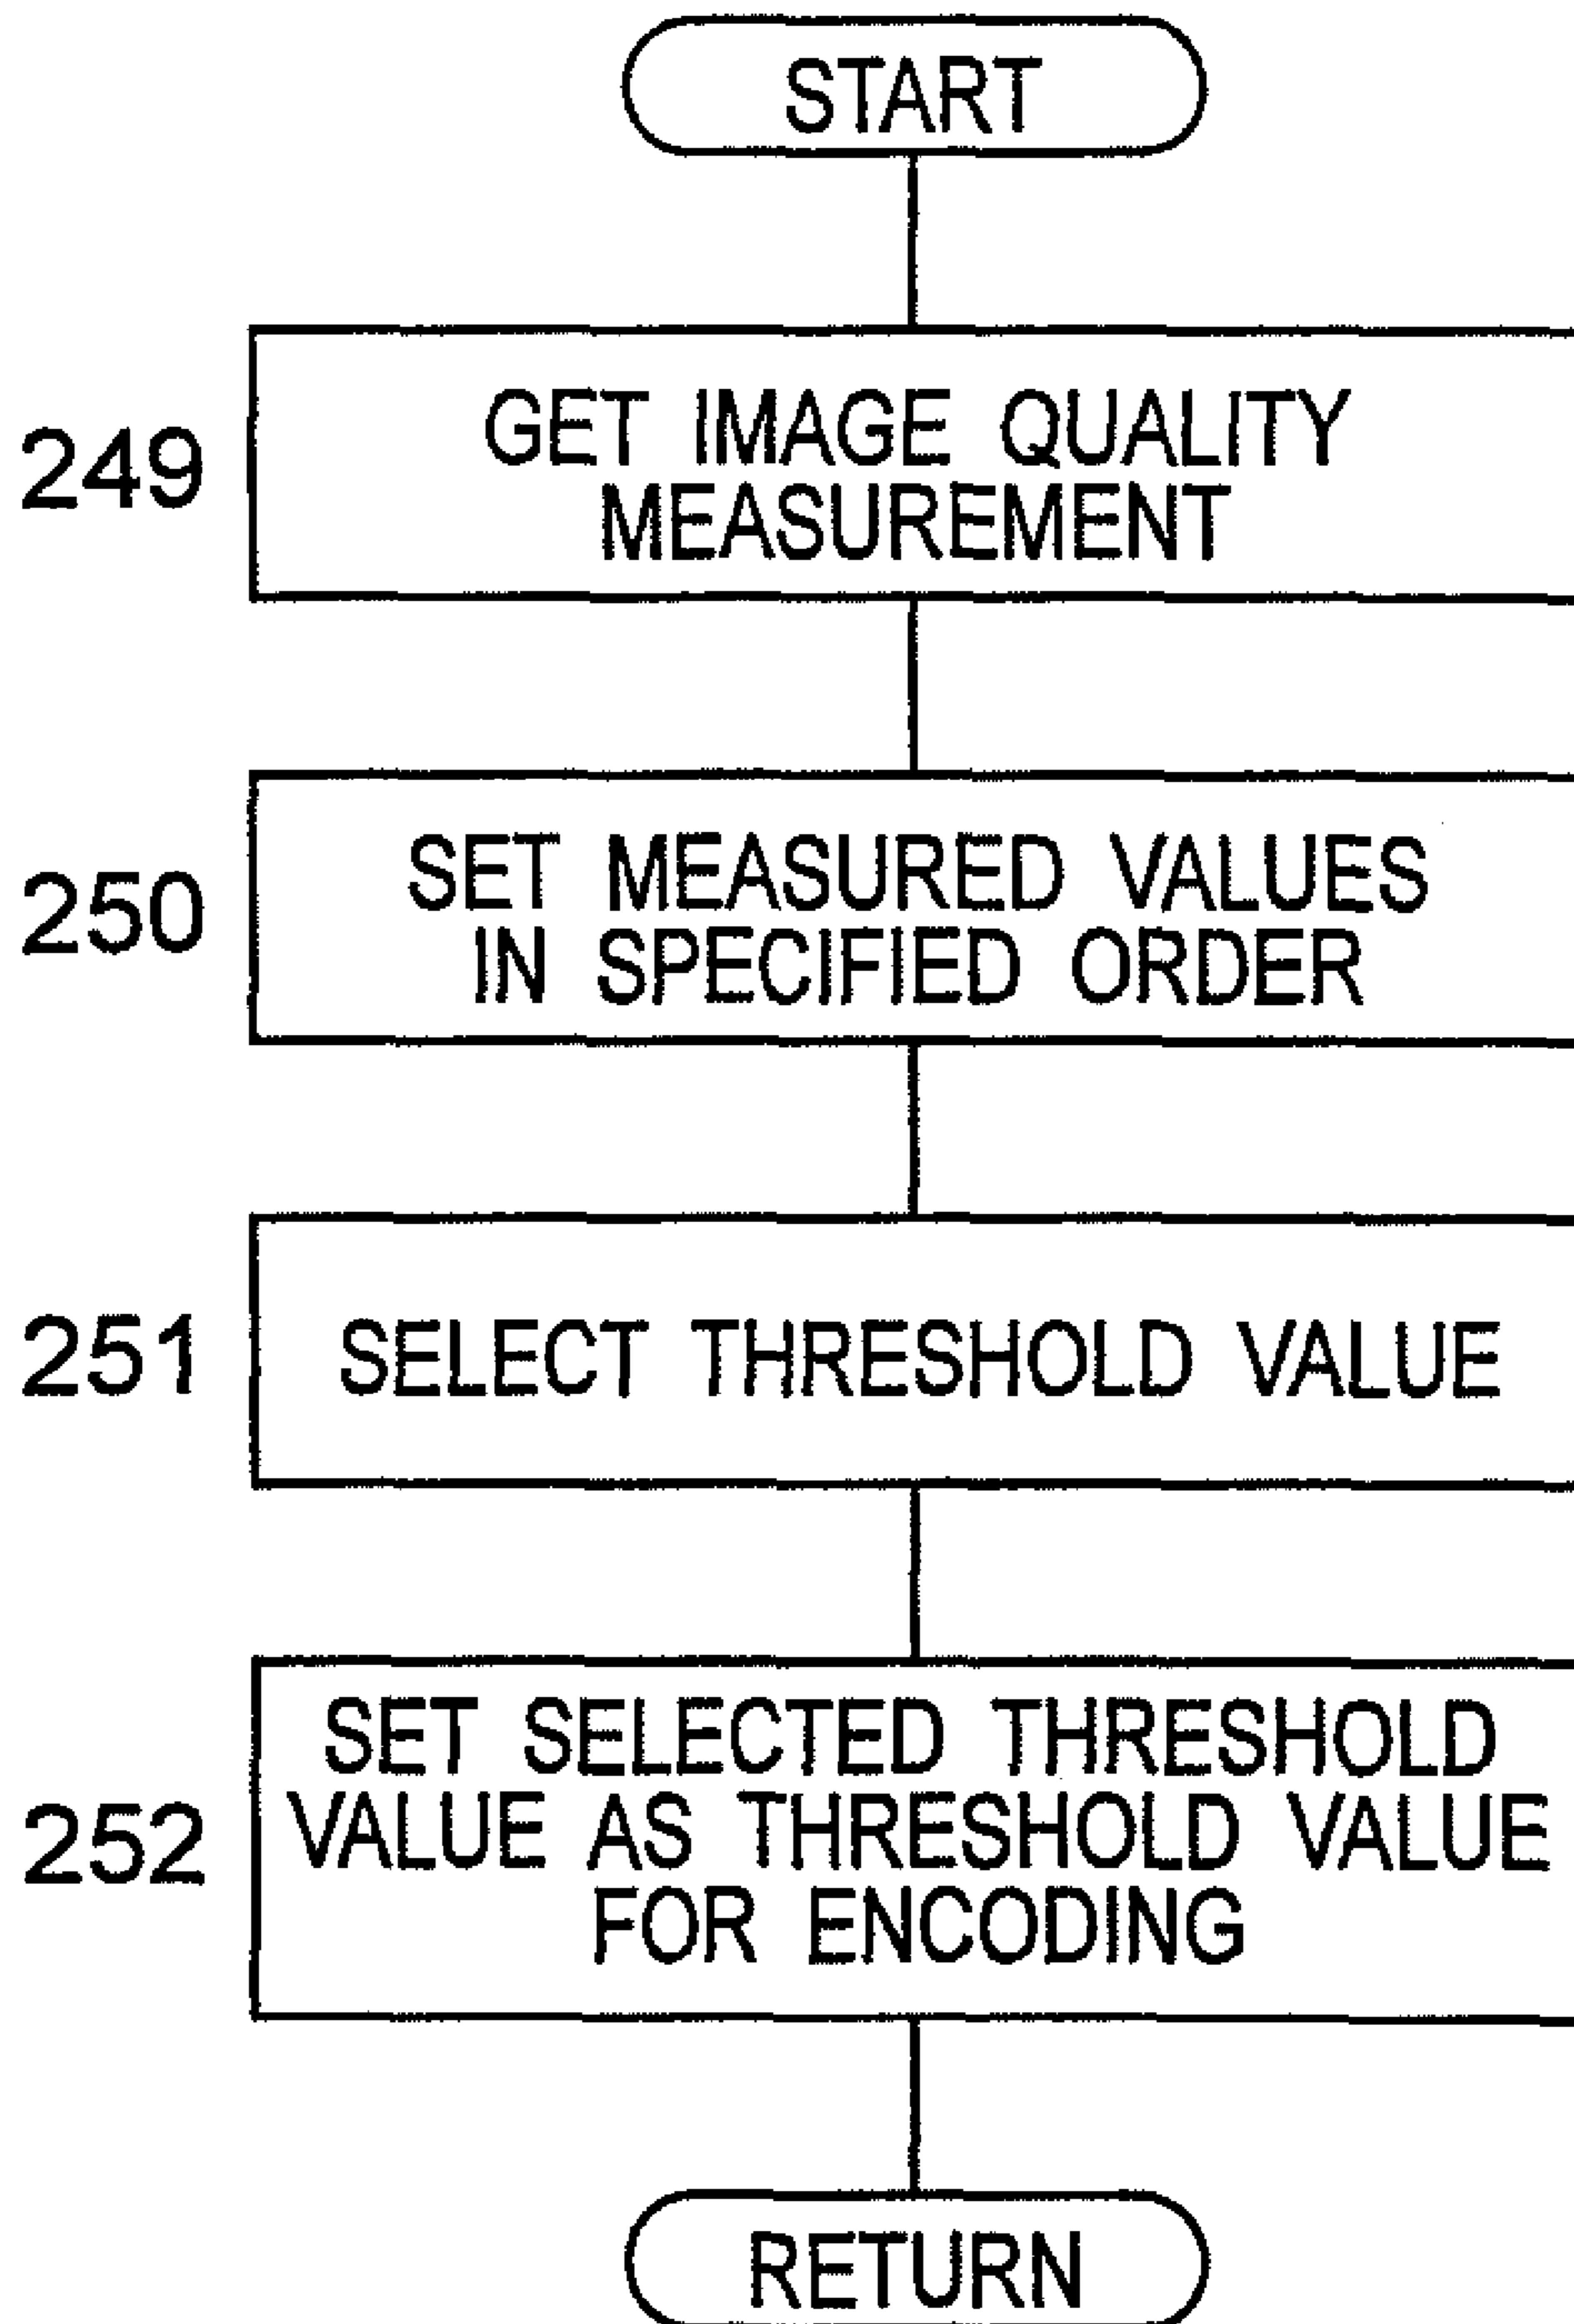 START
249
GET IMAGE QUALITY
MEASUREMENT
250
SET MEASURED VALUES
IN SPECIFIED ORDER
251
SELECT THRESHOLD VALUE
252
SET SELECTED THRESHOLD
VALUE AS THRESHOLD VALUE
FOR ENCODING
RETURN